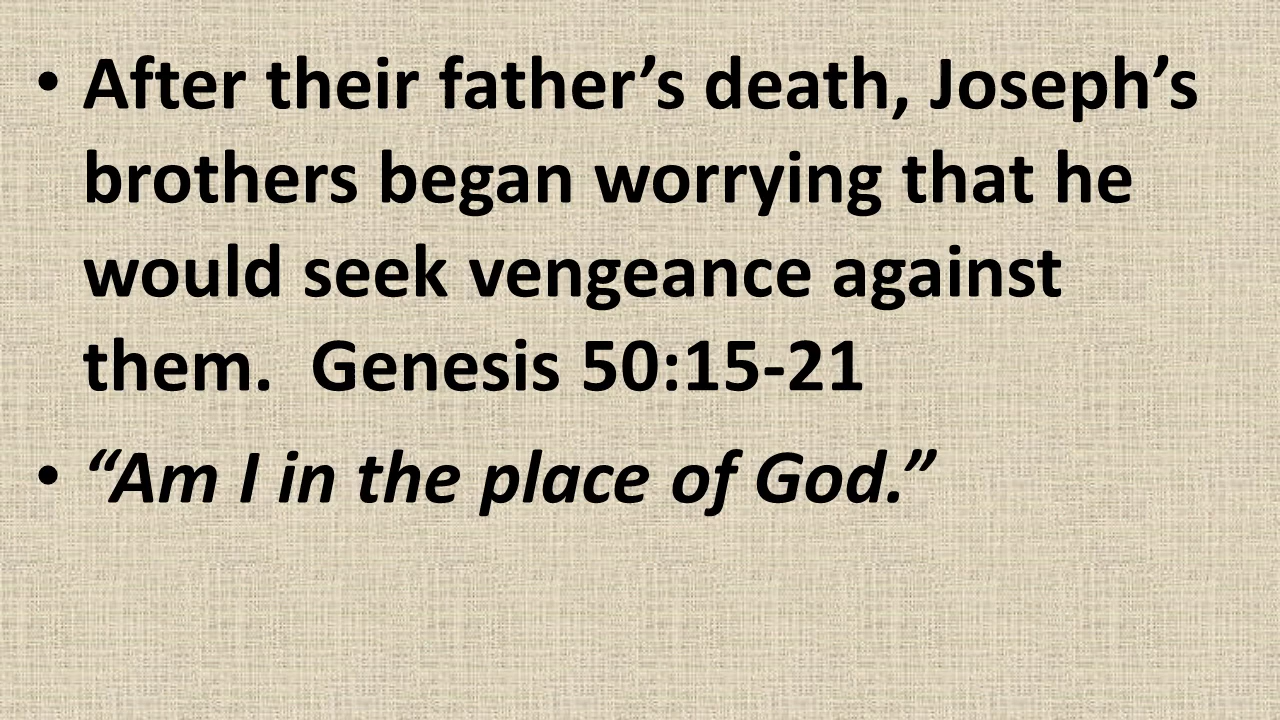 • After their father’s death, Joseph’s
brothers began worrying that he
would seek vengeance against
them.  Genesis 50:15-21
• “Am I in the place of God.”